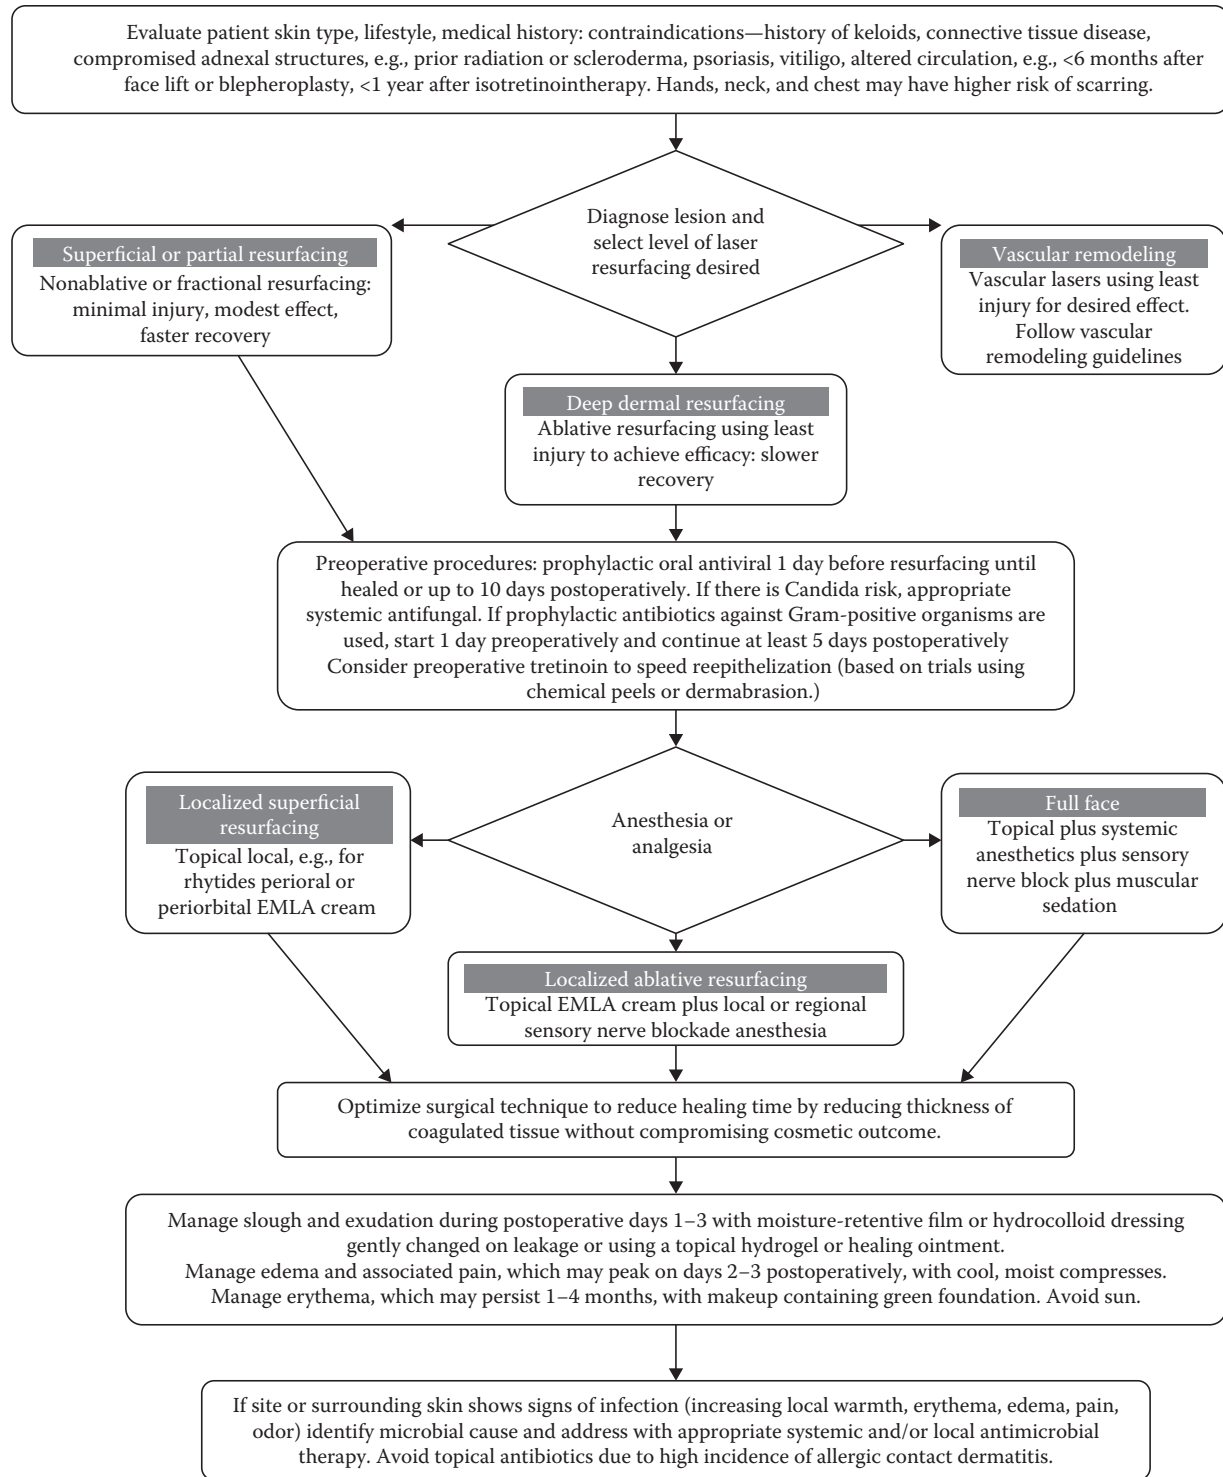 Evaluate patient skin type, lifestyle, medical history: contraindications—history of keloids, connective tissue disease,
compromised adnexal structures, e.g., prior radiation or scleroderma, psoriasis, vitiligo, altered circulation, e.g., <6 months after
face lift or blepheroplasty, <1 year after isotretinointherapy. Hands, neck, and chest may have higher risk of scarring.
Diagnose lesion and
select level of laser
resurfacing desired
Superficial or partial resurfacing
Nonablative or fractional resurfacing:
minimal injury, modest effect,
faster recovery
Vascular remodeling
Vascular lasers using least
injury for desired effect.
Follow vascular
remodeling guidelines
Deep dermal resurfacing
Ablative resurfacing using least
injury to achieve efficacy: slower
recovery
Preoperative procedures: prophylactic oral antiviral 1 day before resurfacing until
healed or up to 10 days postoperatively. If there is Candida risk, appropriate
systemic antifungal. If prophylactic antibiotics against Gram-positive organisms are
used, start 1 day preoperatively and continue at least 5 days postoperatively
Consider preoperative tretinoin to speed reepithelization (based on trials using
chemical peels or dermabrasion.)
Anesthesia or
analgesia
Localized superficial
resurfacing
Topical local, e.g., for
rhytides perioral or
periorbital EMLA cream
Full face
Topical plus systemic
anesthetics plus sensory
nerve block plus muscular
sedation
Localized ablative resurfacing
Topical EMLA cream plus local or regional
sensory nerve blockade anesthesia
Optimize surgical technique to reduce healing time by reducing thickness of
coagulated tissue without compromising cosmetic outcome.
Manage slough and exudation during postoperative days 1–3 with moisture-retentive film or hydrocolloid dressing
gently changed on leakage or using a topical hydrogel or healing ointment.
Manage edema and associated pain, which may peak on days 2–3 postoperatively, with cool, moist compresses.
Manage erythema, which may persist 1–4 months, with makeup containing green foundation. Avoid sun.
If site or surrounding skin shows signs of infection (increasing local warmth, erythema, edema, pain,
odor) identify microbial cause and address with appropriate systemic and/or local antimicrobial
therapy. Avoid topical antibiotics due to high incidence of allergic contact dermatitis.